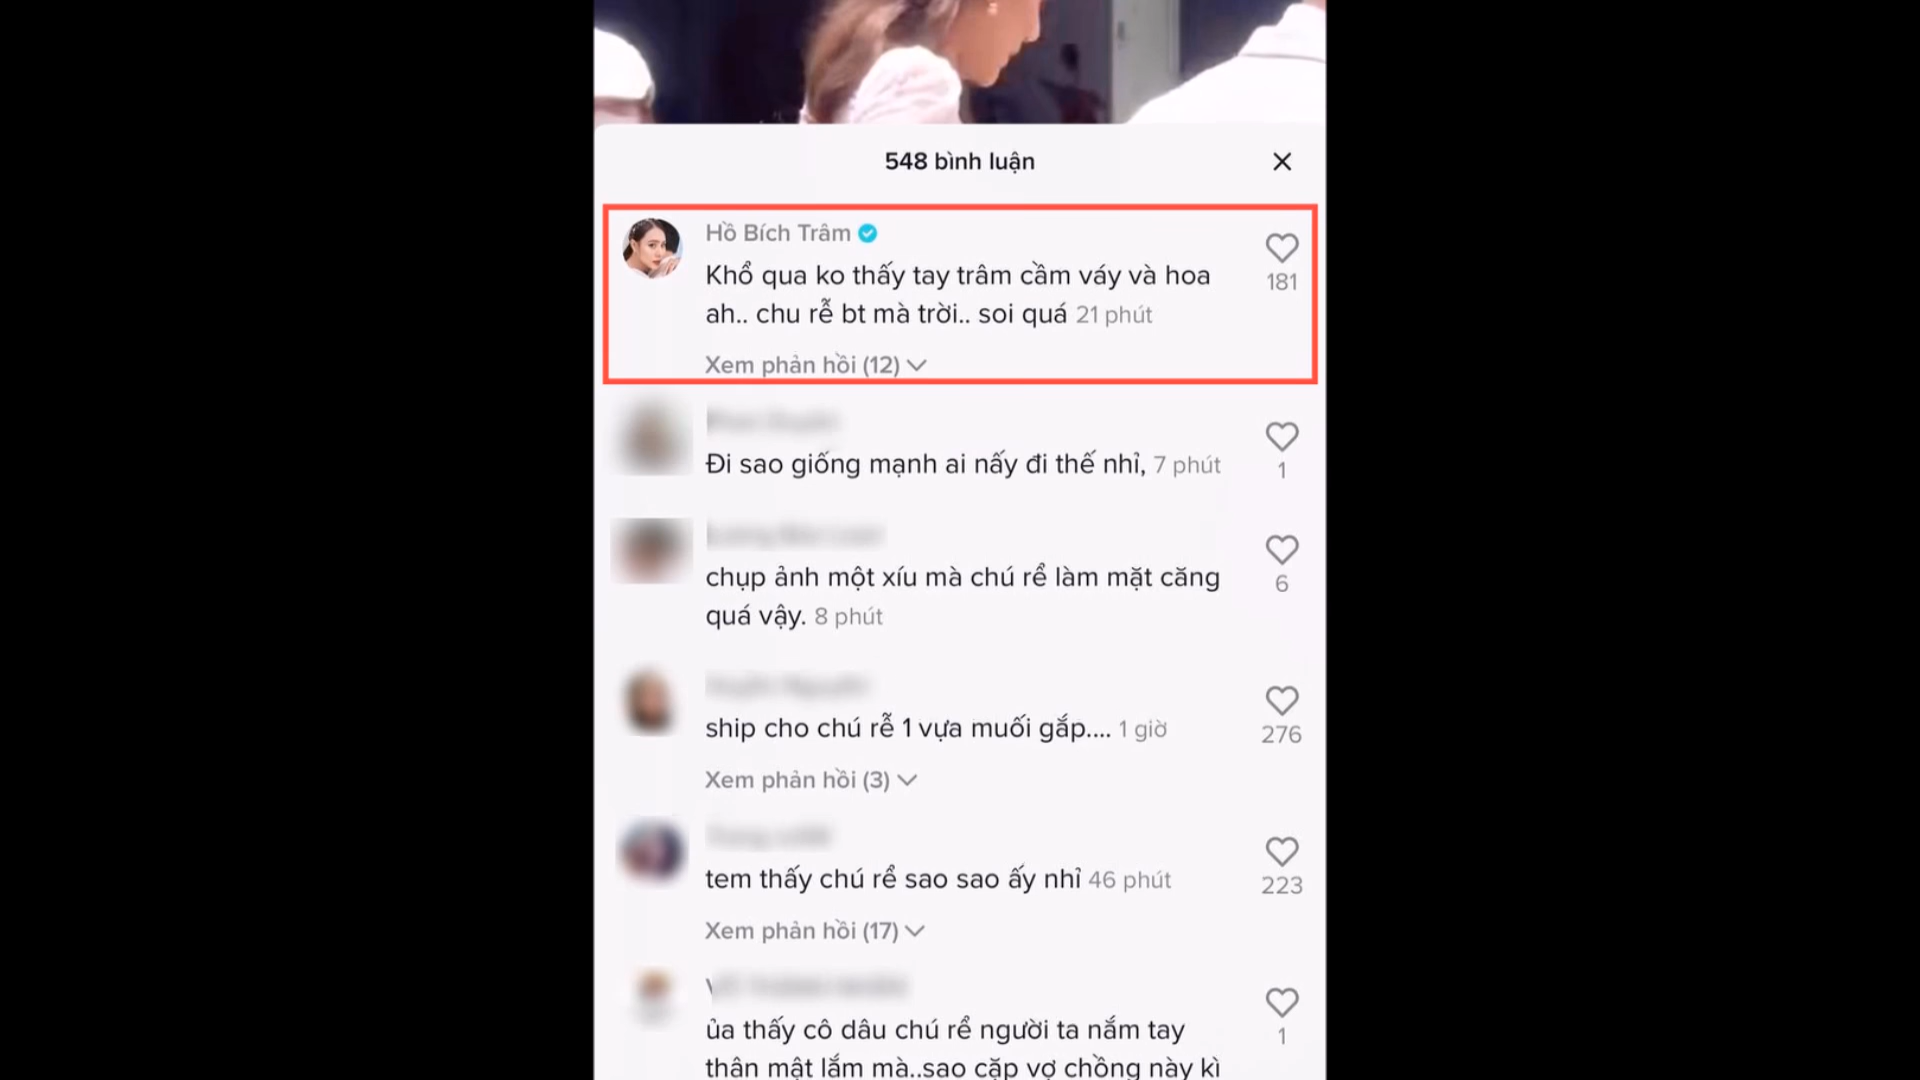 548 bình luận
Hồ Bích Trâm
Khổ qua ko thấy tay trâm cầm váy và hoa
ah.. chu rễ bt mà trời.. soi quá 21 phút
181
Xem phản hồi (12)
Đi sao giống mạnh ai nấy đi thế nhỉ, 7 phút
1
chụp ảnh một xíu mà chú rể làm mặt căng
quá vậy. 8 phút
6
ship cho chú rễ 1 vựa muối gắp.... 1 giờ
276
Xem phản hồi (3)
tem thấy chú rể sao sao ấy nhỉ 46 phút
223
Xem phản hồi (17)
ủa thấy cô dâu chú rể người ta nắm tay
thân mật lắm mà..sao cặp vợ chồng này kì
1